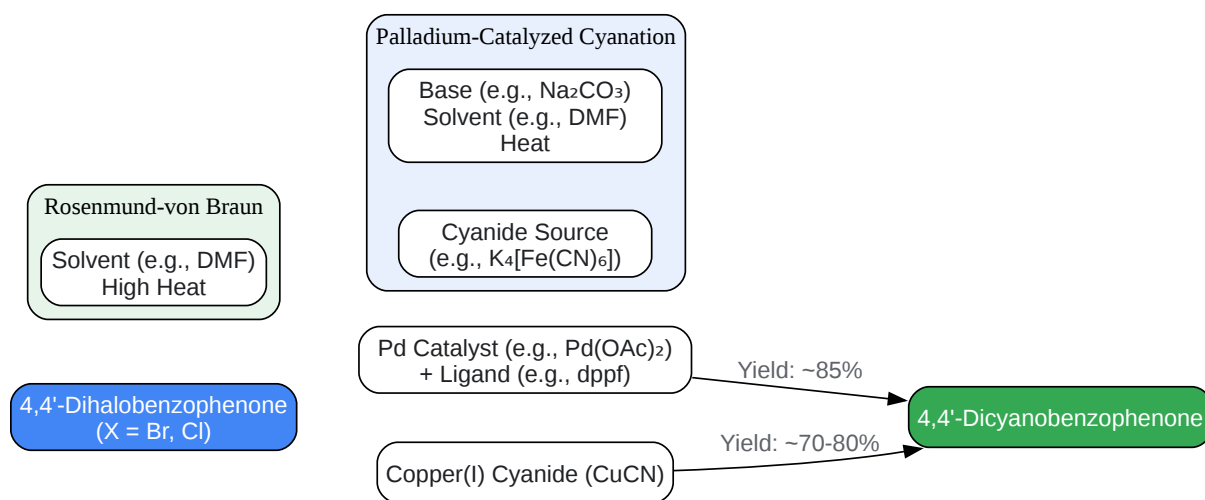 Palladium-Catalyzed Cyanation
Base (e.g., Na₂CO₃)
Solvent (e.g., DMF)
Heat
Cyanide Source
(e.g., K₄[Fe(CN)₆])
Rosenmund-von Braun
Solvent (e.g., DMF)
High Heat
Pd Catalyst (e.g., Pd(OAc)₂)
+ Ligand (e.g., dppf)
Yield: ~85%
4,4'-Dihalobenzophenone
(X = Br, Cl)
4,4'-Dicyanobenzophenone
Yield: ~70-80%
Copper(I) Cyanide (CuCN)